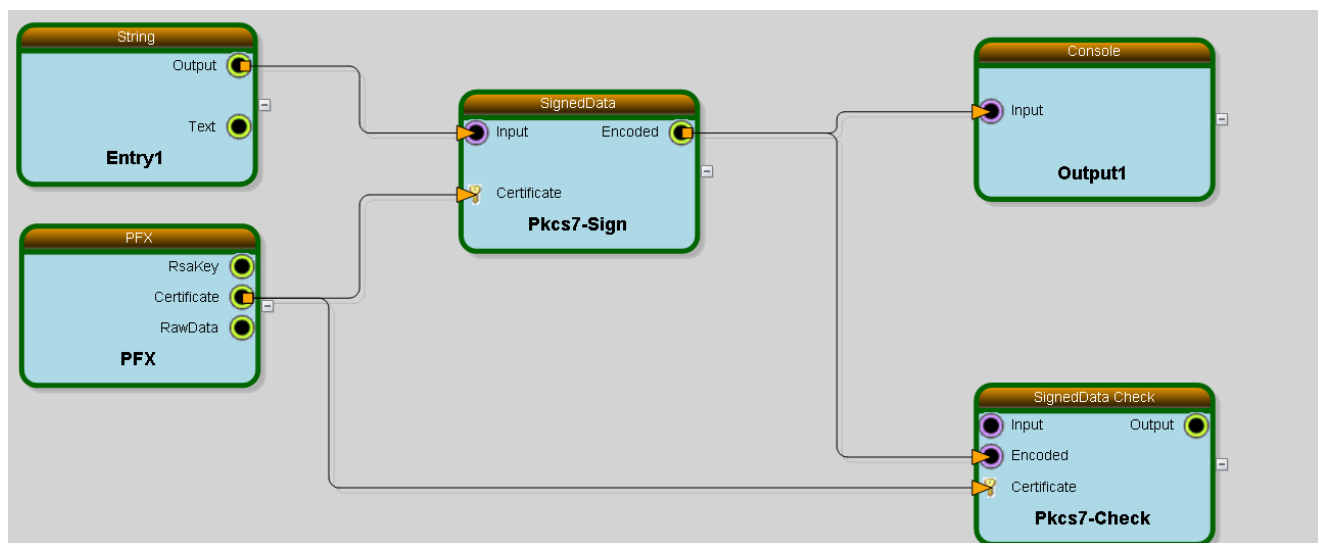 String
Output
Text
Entry1
PFX
RsaKey
Certificate
RawData
PFX
SignedData
Input Encoded
Certificate
Pkcs7-Sign
Console
Input
Output1
SignedData Check
Input Output
Encoded
Certificate
Pkcs7-Check